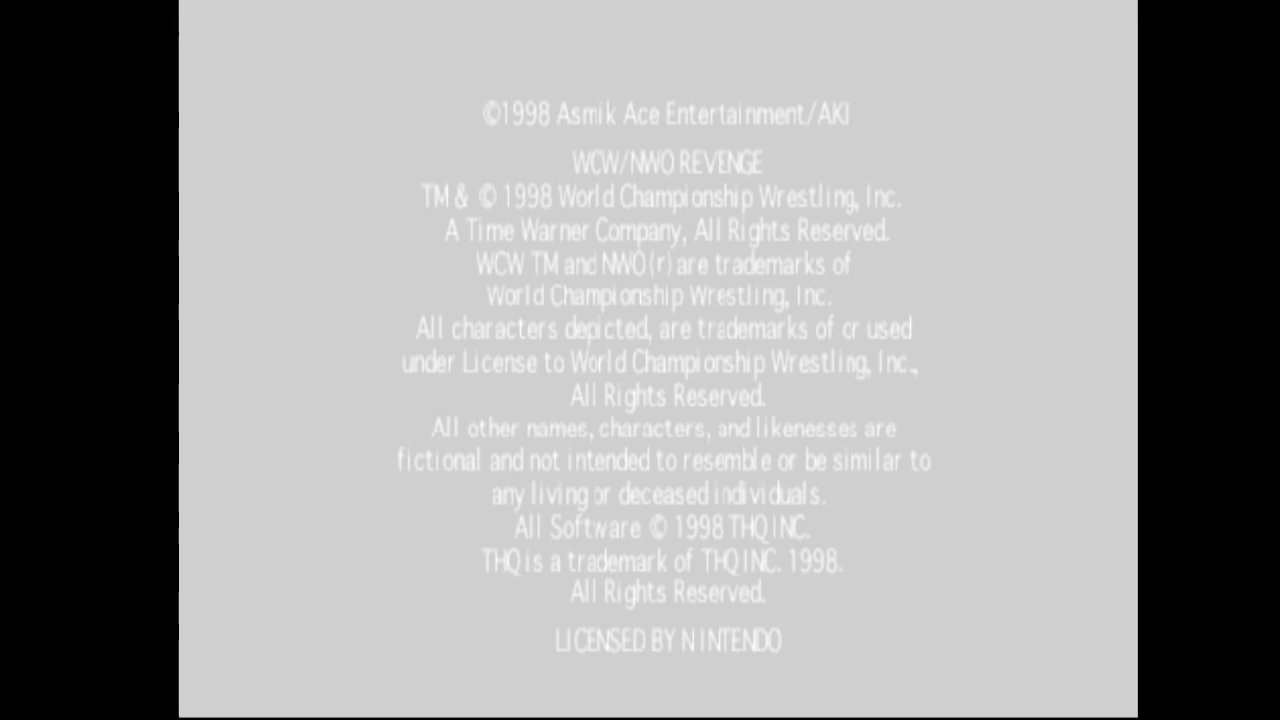 ©1998 Asmik Ace Entertainment/AKI
WCW/NWO REVENGE
TM & © 1998 World Championship Wrestling, Inc.
A Time Warner Company, All Rights Reserved.
WCW TM and NWO(r) are trademarks of
World Championship Wrestling, Inc.
All characters depicted, are trademarks of or used
under License to World Championship Wrestling, Inc.,
All Rights Reserved.
All other names, characters, and likenesses are
fictional and not intended to resemble or be similar to
any living or deceased individuals.
All Software © 1998 THQ INC.
THQ is a trademark of THQ INC. 1998.
All Rights Reserved.
LICENSED BY NINTENDO